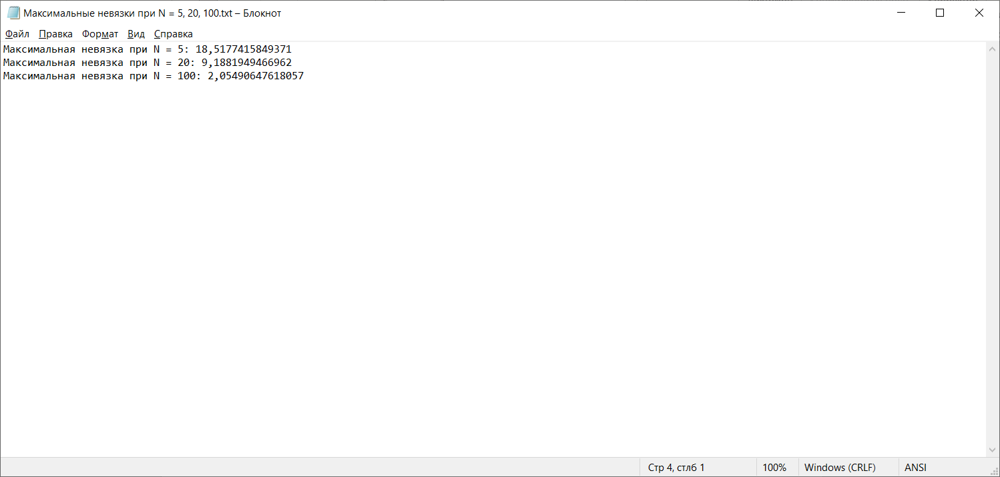 Максимальные невязки при N = 5, 20, 100.txt – Блокнот
Файл Правка Формат Вид Справка
Максимальная невязка при N = 5: 18,5177415849371
Максимальная невязка при N = 20: 9,1881949466962
Максимальная невязка при N = 100: 2,05490647618057
Стр 4, стлб 1 100% Windows (CRLF) ANSI